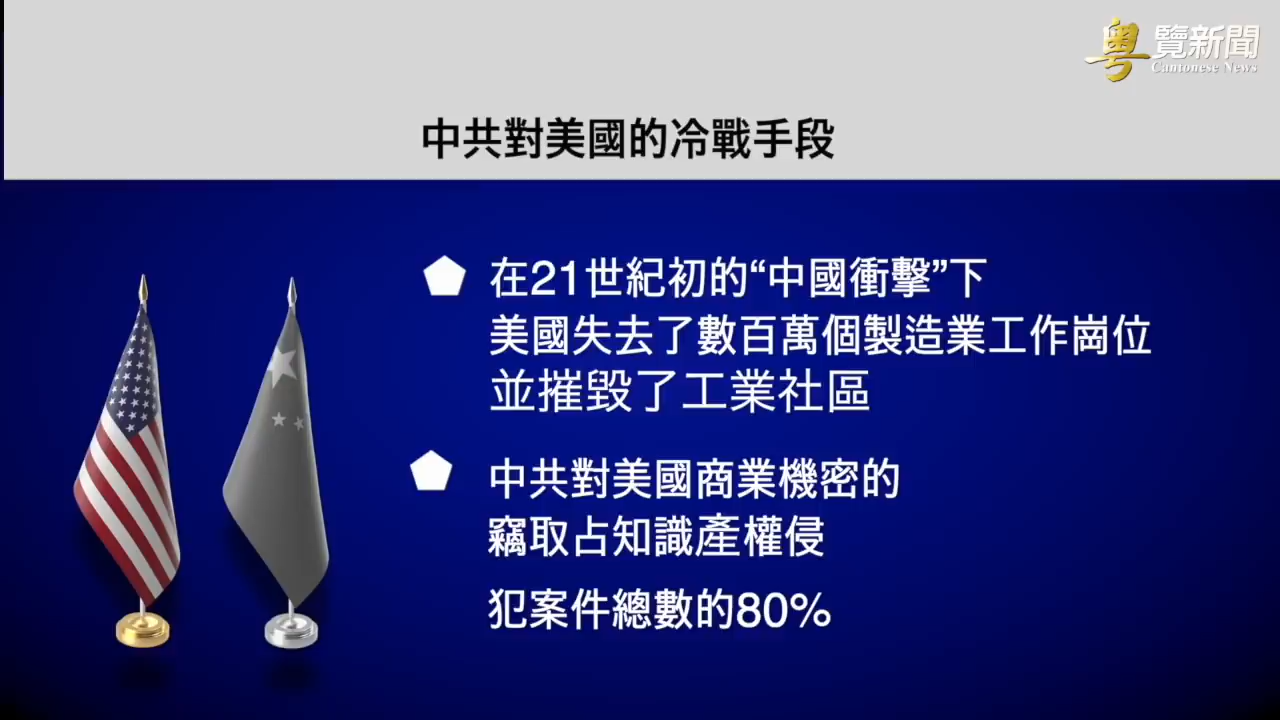 粵覽新聞
Cantonese News
中共對美國的冷戰手段
在21世紀初的“中國衝擊”下
美國失去了數百萬個製造業工作崗位
並摧毀了工業社區
中共對美國商業機密的
竊取占知識產權侵
犯案件總數的80%